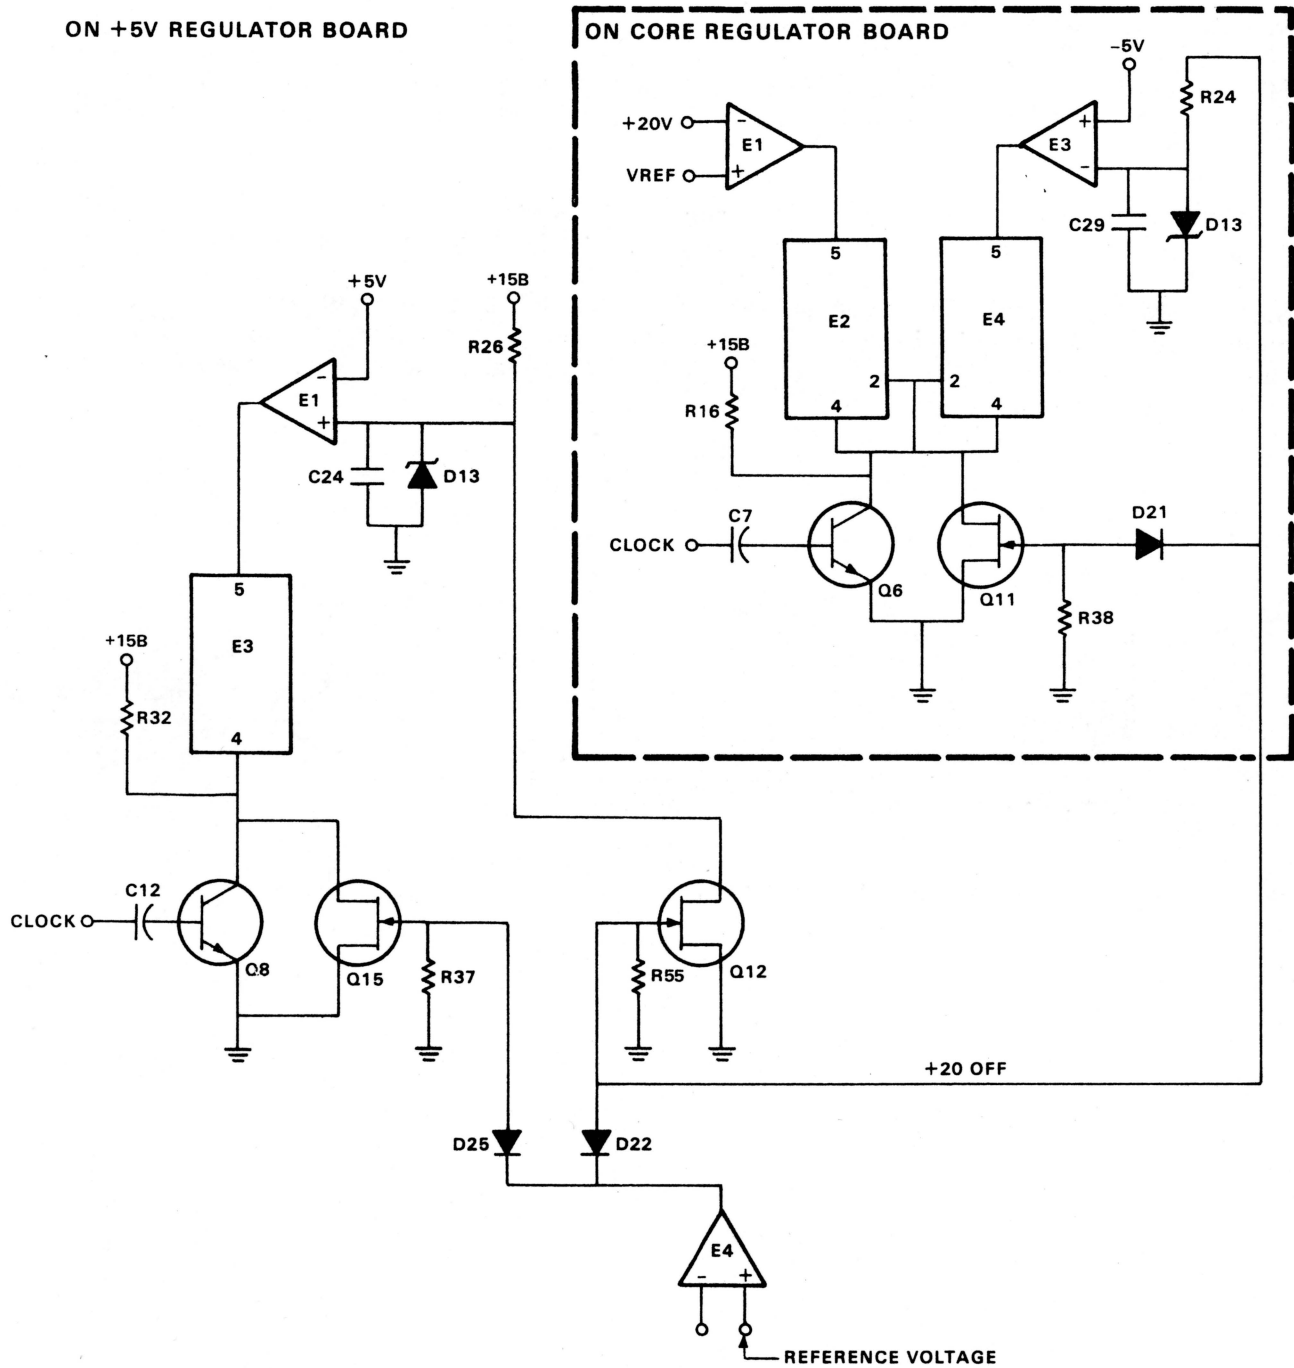 ON +5V REGULATOR BOARD
ON CORE REGULATOR BOARD
-5V
R24
+20V
-
E1
+
E3
-
+
VREF
C29
D13
5
5
E2
E4
+5V
+15B
R26
+15B
2
2
R16
4
4
-
E1
+
C24
D13
C7
D21
CLOCK
Q6
Q11
R38
5
E3
+15B
R32
4
C12
CLOCK
Q8
Q15
R37
R55
Q12
+20 OFF
D25
D22
E4
-
+
REFERENCE VOLTAGE